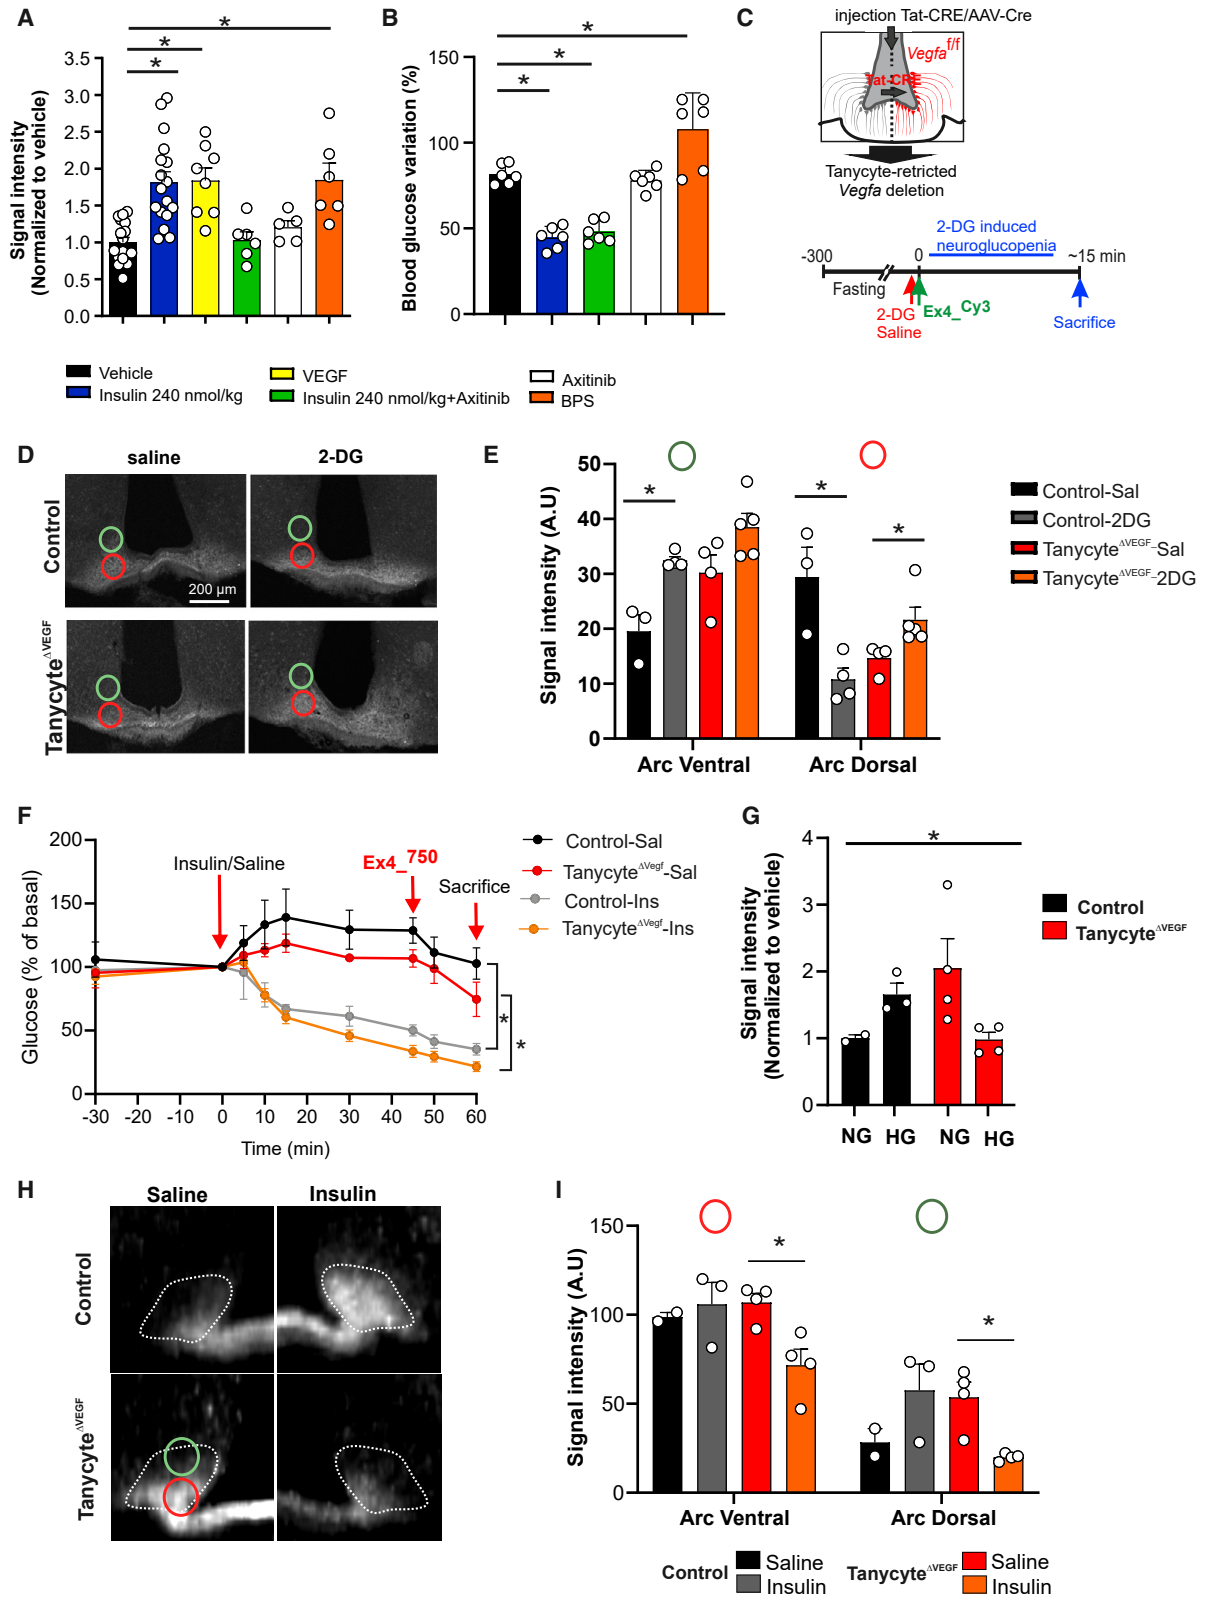 A
*
*
*
Signal intensity
(Normalized to vehicle)
3.5
3.0
2.5
2.0
1.5
1.0
0.5
0.0
B
*
*
*
Blood glucose variation (%)
150
100
50
0
Vehicle
Insulin 240 nmol/kg
VEGF
Insulin 240 nmol/kg+Axitinib
Axitinib
BPS
C
injection Tat-CRE/AAV-Cre
Vegfa f/f
Tat-CRE
Tanycyte-retricted
Vegfa deletion
2-DG induced
neuroglucopenia
-300
0
~15 min
Fasting
2-DG
Saline
Ex4_Cy3
Sacrifice
D
saline
2-DG
Control
200 µm
Tanycyte ΔVEGF
E
Signal intensity (A.U)
50
40
30
20
10
0
*
*
*
Arc Ventral
Arc Dorsal
Control-Sal
Control-2DG
Tanycyte ΔVEGF-Sal
Tanycyte ΔVEGF-2DG
F
Glucose (% of basal)
200
150
100
50
0
Insulin/Saline
Ex4_750
Sacrifice
*
*
-30
-20
-10
0
10
20
30
40
50
60
Time (min)
Control-Sal
Tanycyte ΔVegf-Sal
Control-Ins
Tanycyte ΔVegf-Ins
G
Signal intensity
(Normalized to vehicle)
4
3
2
1
0
*
NG
HG
NG
HG
Control
Tanycyte ΔVEGF
H
Saline
Insulin
Control
Tanycyte ΔVEGF
I
Signal intensity (A.U)
150
100
50
0
*
*
Arc Ventral
Arc Dorsal
Control
Saline
Insulin
Tanycyte ΔVEGF
Saline
Insulin